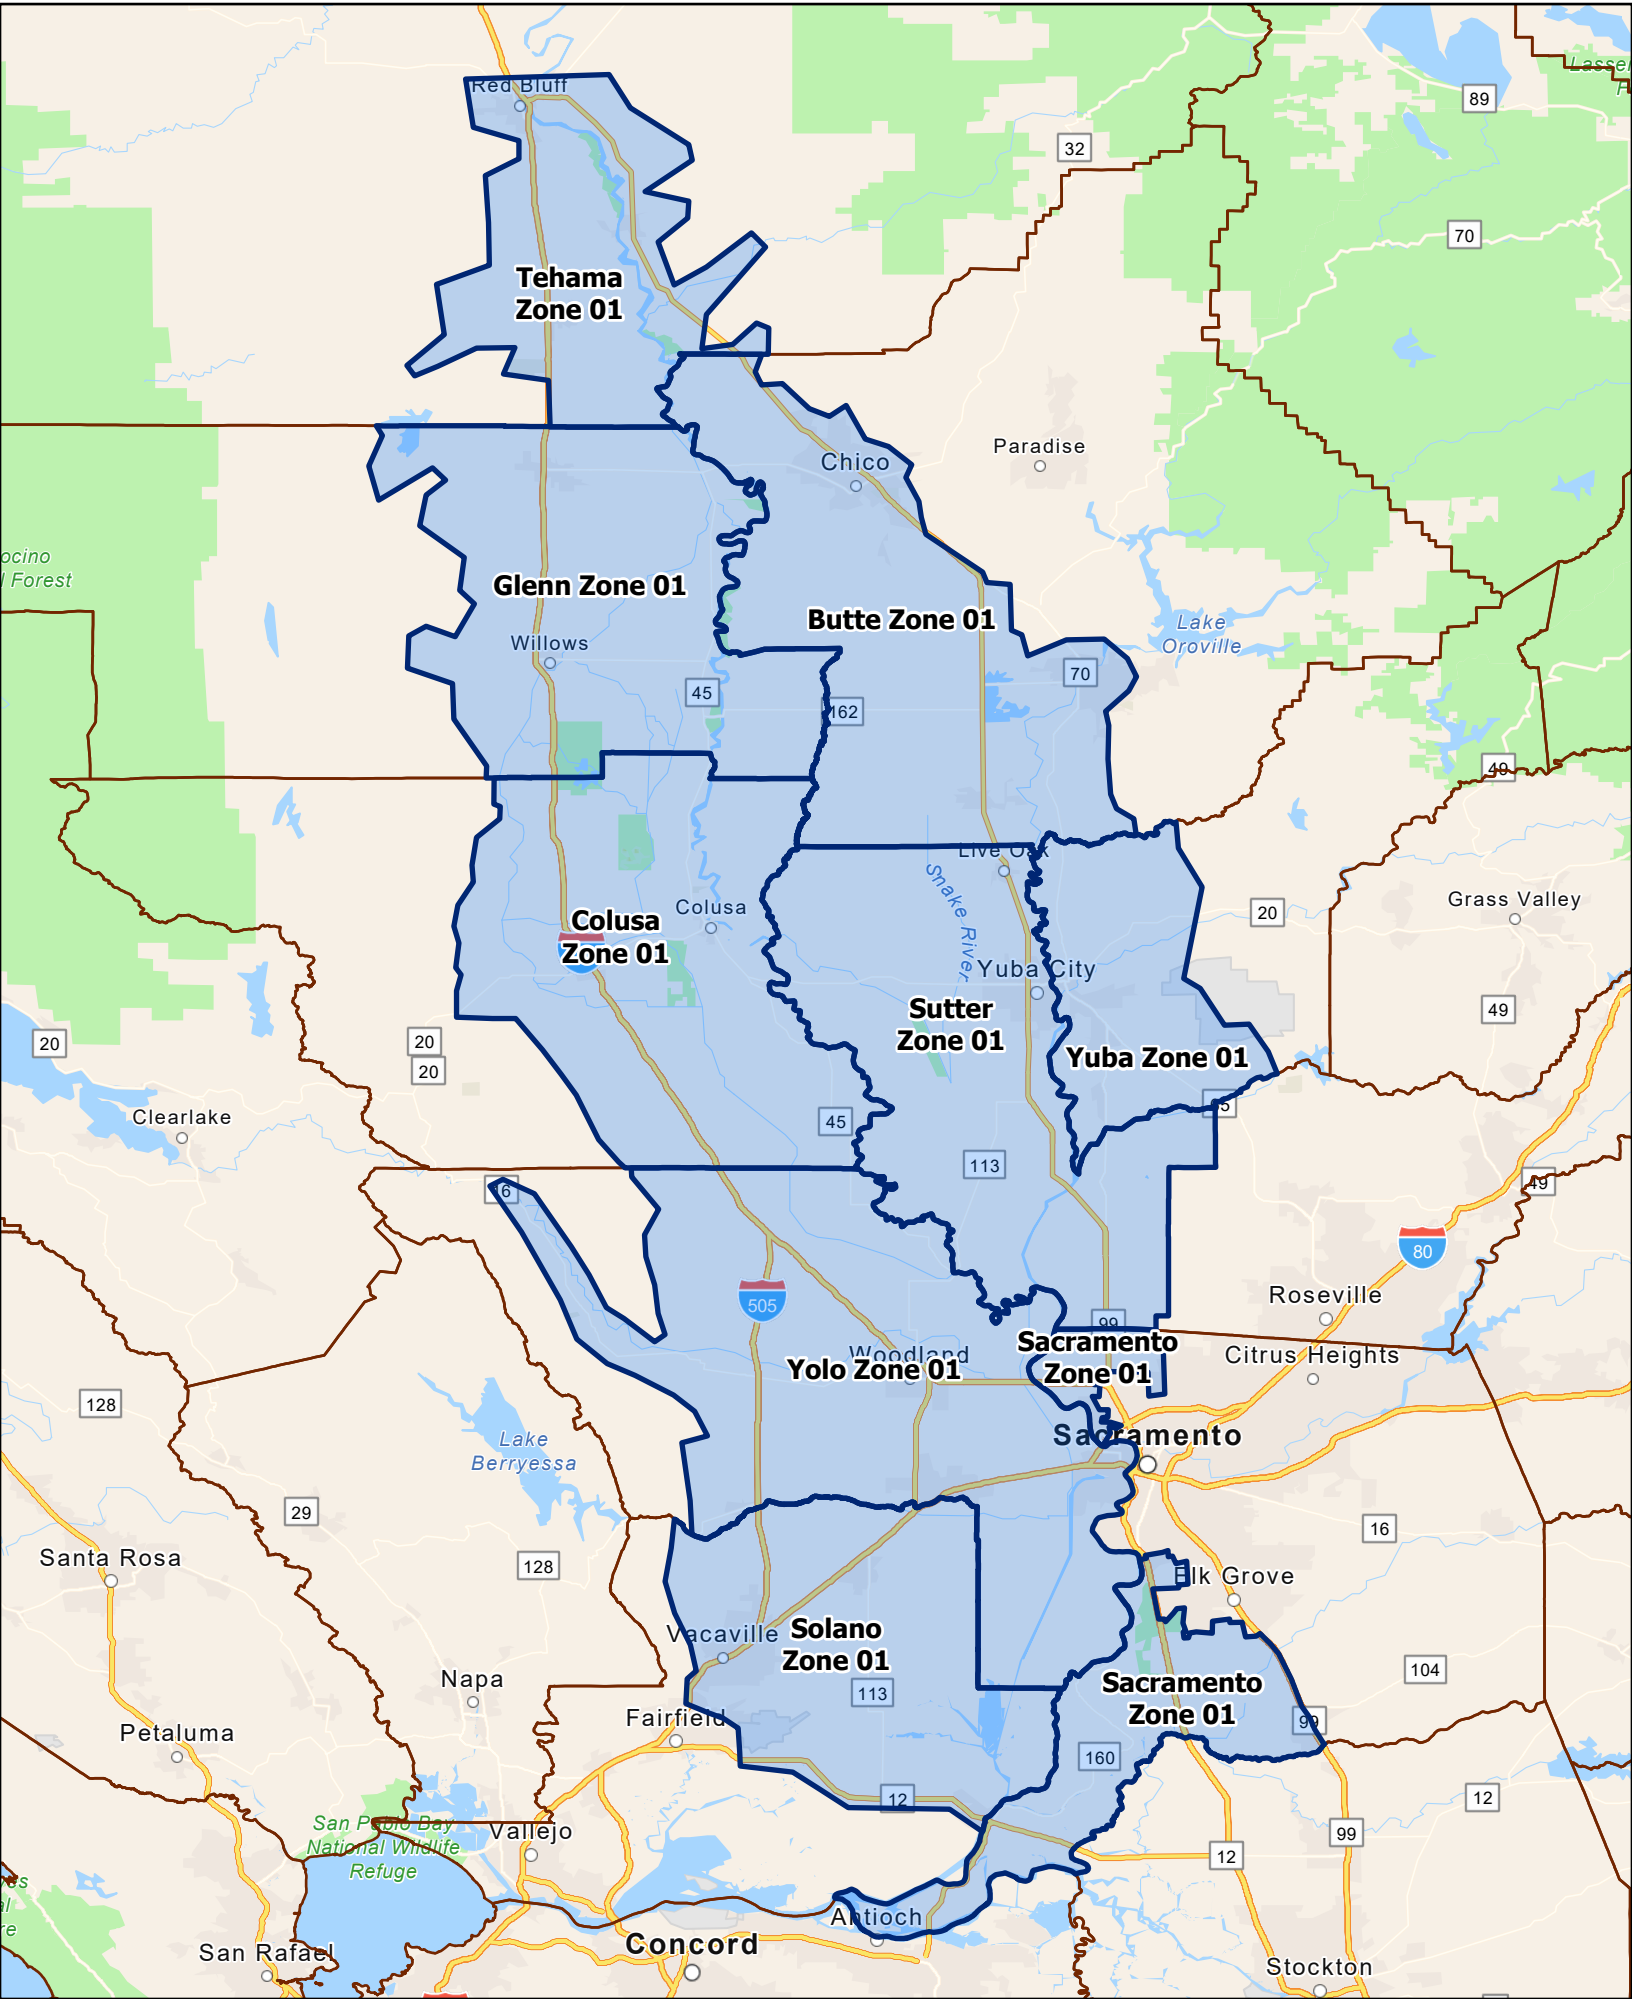 Red Bluff
89
32
70
Tehama
Zone 01
Paradise
Chico
Glenn Zone 01
Butte Zone 01
Willows
Lake
Oroville
45
162
70
49
Live Oak
Snake River
Colusa
Colusa
Zone 01
20
Grass Valley
Yuba City
Sutter
Zone 01
49
20
20
20
Yuba Zone 01
Clearlake
45
113
49
80
505
Roseville
99
Sacramento
Zone 01
Citrus Heights
Woodland
Yolo Zone 01
128
Lake
Berryessa
Sacramento
29
16
Santa Rosa
128
Elk Grove
Vacaville
Solano
Zone 01
104
Napa
113
Sacramento
Zone 01
Fairfield
99
Petaluma
160
12
12
San Pablo Bay
National Wildlife
Refuge
Vallejo
99
12
Antioch
Concord
San Rafael
Stockton